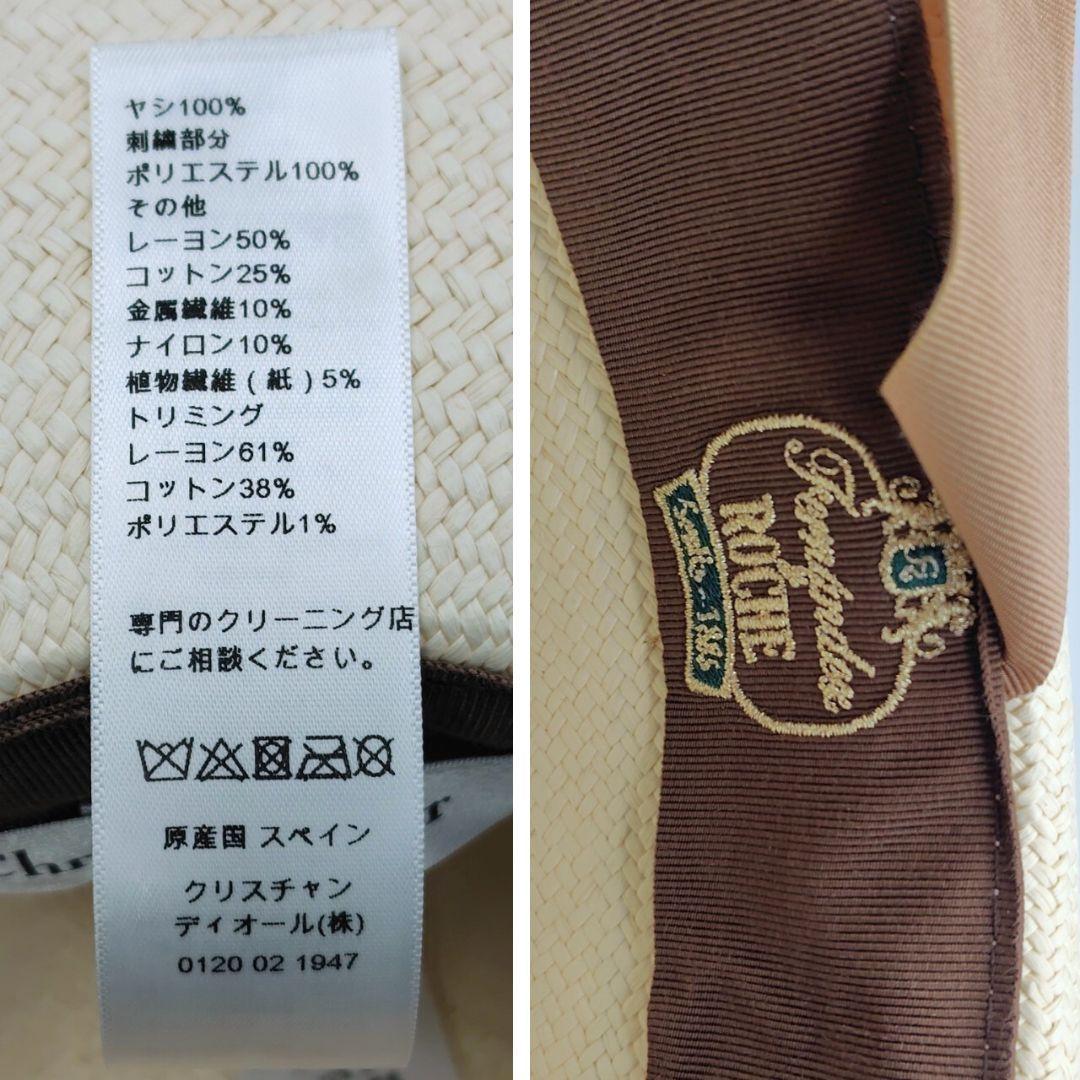 ヤシ100%
刺繍部分
ポリエステル100%
その他
レーヨン50%
コットン25%
金属繊維10%
ナイロン10%
植物繊維(紙)5%
トリミング
レーヨン61%
コットン38%
ポリエステル1%
専門のクリーニング店
にご相談ください。
原産国 スペイン
クリスチャン
ディオール(株)
0120 02 1947
Chr
r
Fernández
ROCHE